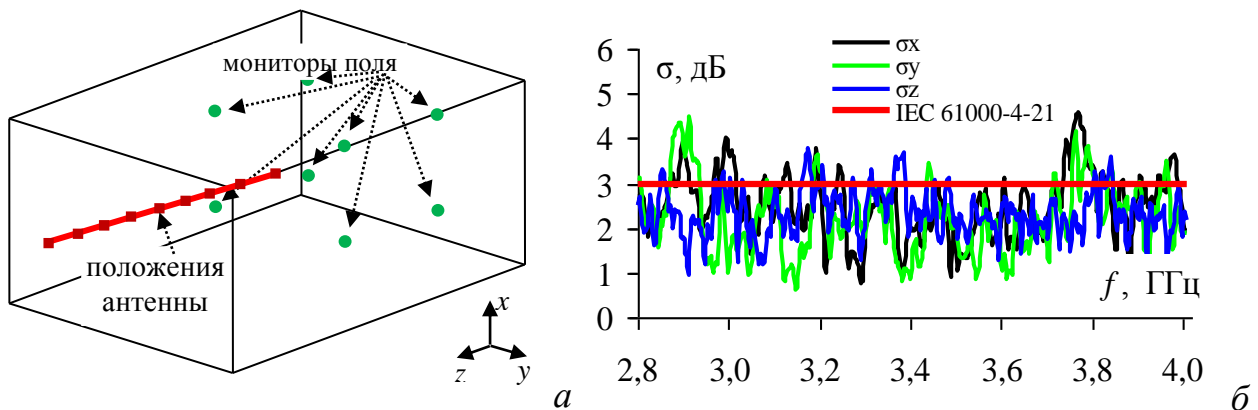 мониторы поля
положения
антенны
x
z
y
а
σ, дБ
σx
σy
σz
IEC 61000-4-21
6
5
4
3
2
1
0
f, ГГц
2,8
3,0
3,2
3,4
3,6
3,8
4,0
б